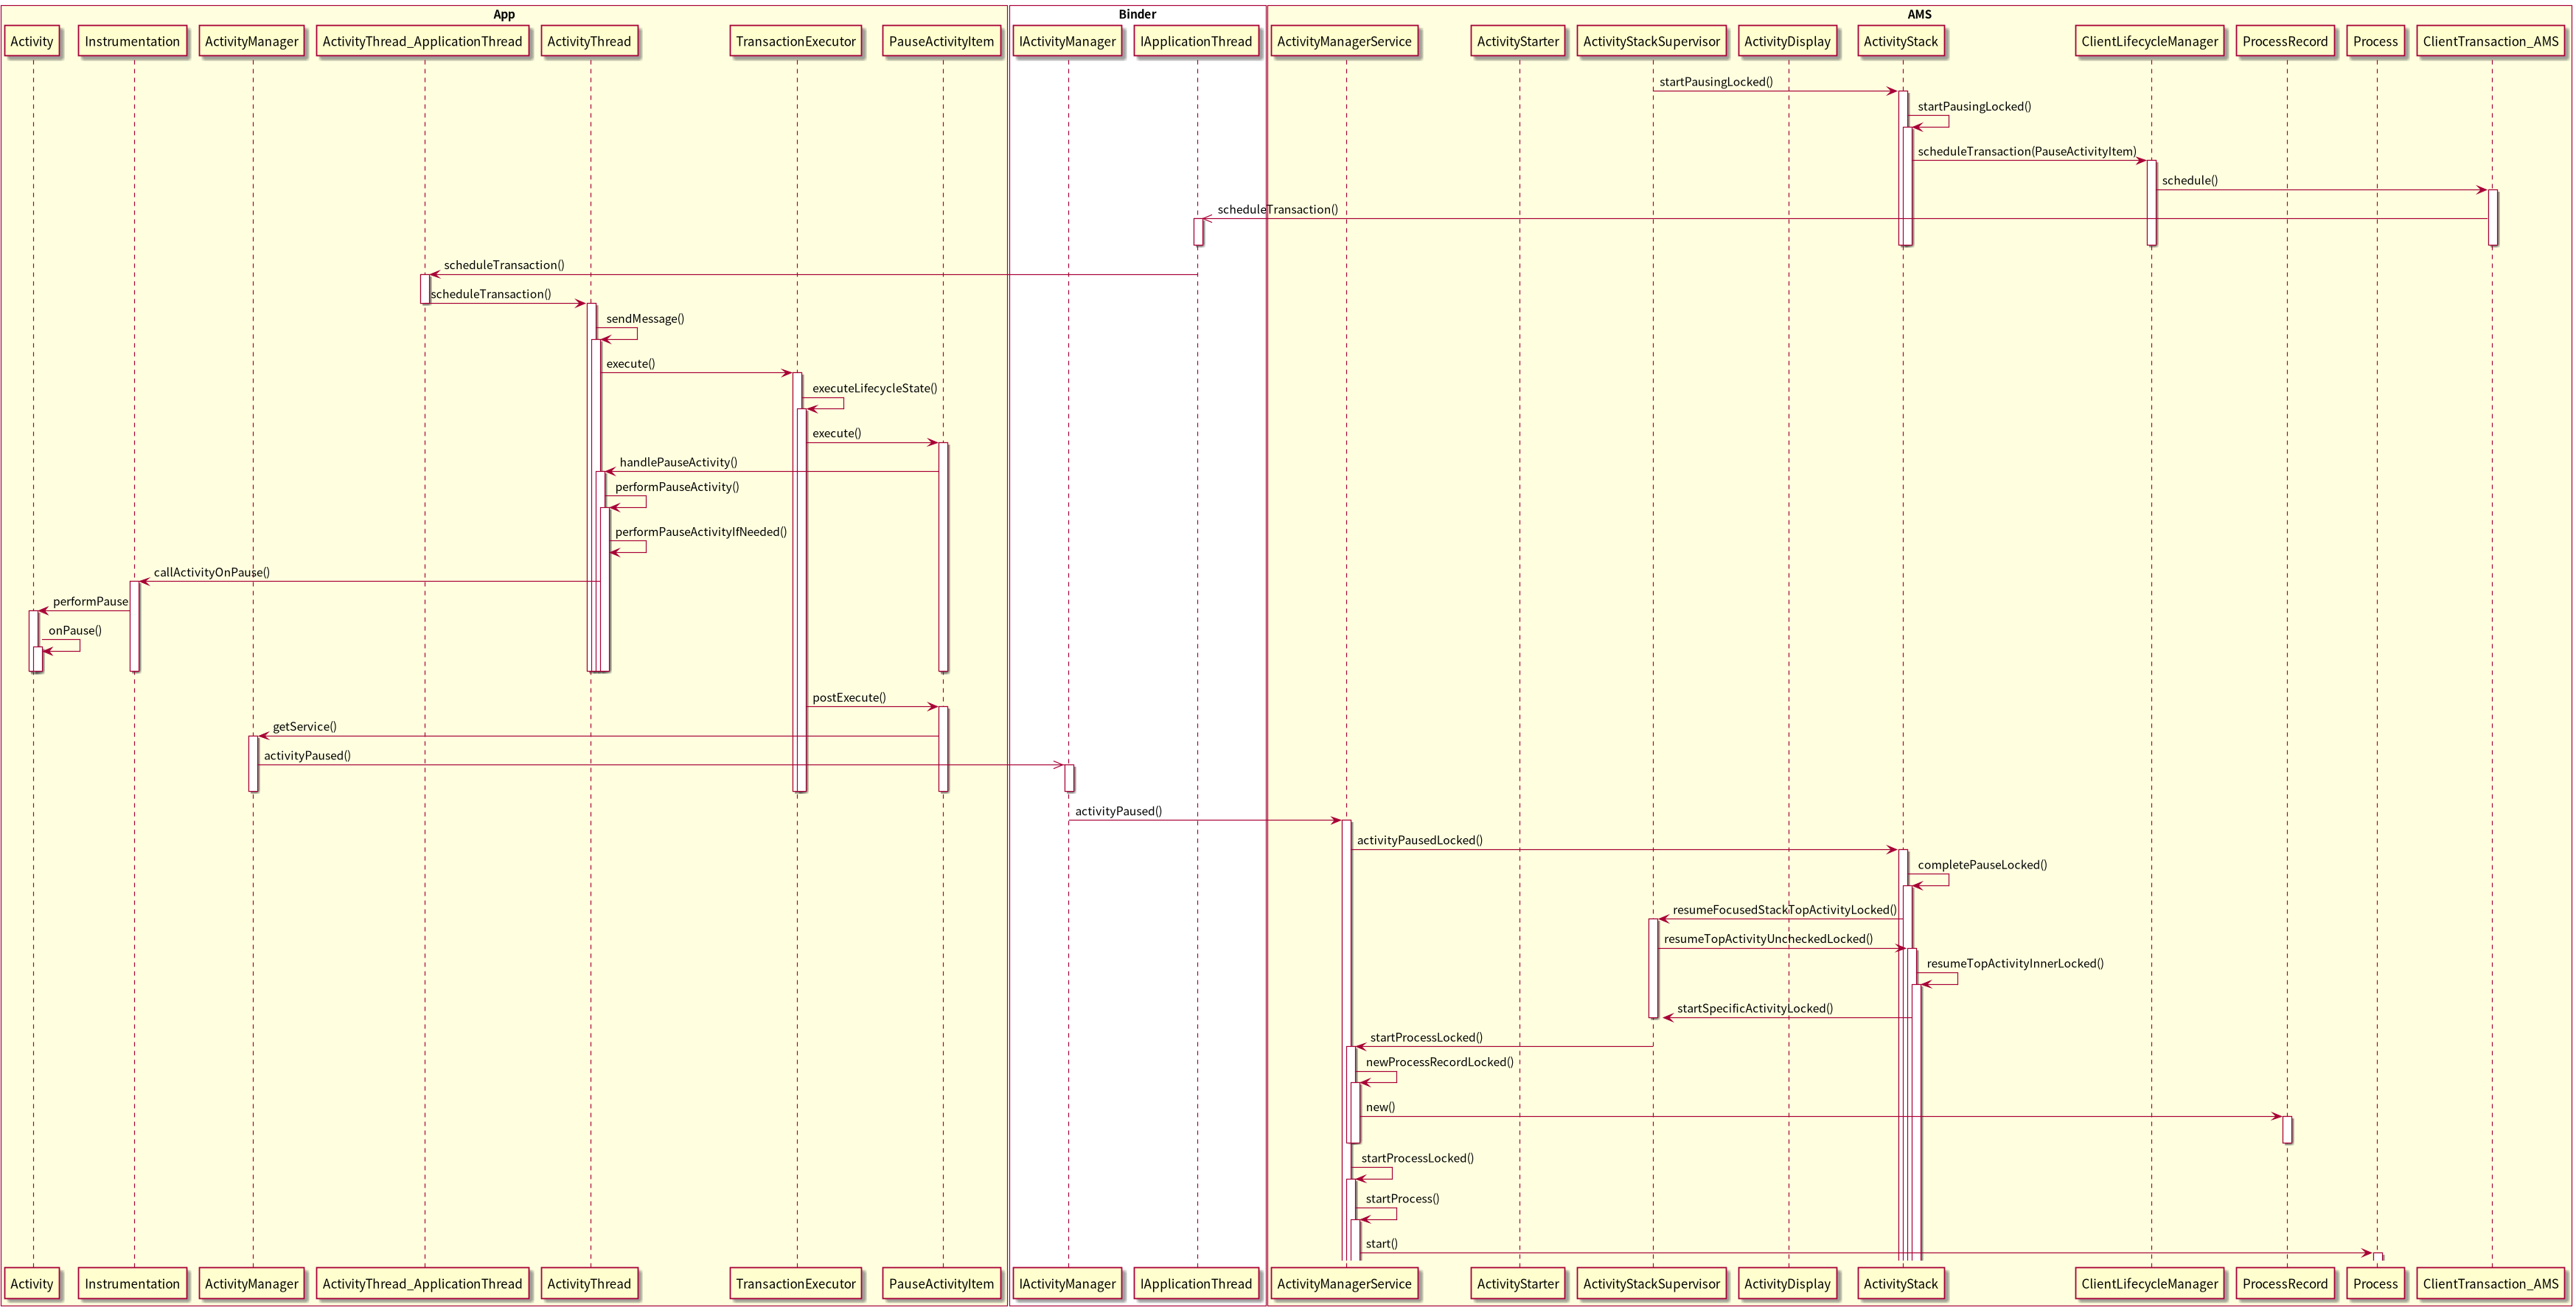 App
Binder
AMS
Activity
Instrumentation
ActivityManager
ActivityThread_ApplicationThread
ActivityThread
TransactionExecutor
PauseActivityItem
IActivityManager
IApplicationThread
ActivityManagerService
ActivityStarter
ActivityStackSupervisor
ActivityDisplay
ActivityStack
ClientLifecycleManager
ProcessRecord
Process
ClientTransaction_AMS
startPausingLocked()
startPausingLocked()
scheduleTransaction(PauseActivityItem)
schedule()
scheduleTransaction()
scheduleTransaction()
scheduleTransaction()
sendMessage()
execute()
executeLifecycleState()
execute()
handlePauseActivity()
performPauseActivity()
performPauseActivityIfNeeded()
callActivityOnPause()
performPause
onPause()
postExecute()
getService()
activityPaused()
activityPaused()
activityPausedLocked()
completePauseLocked()
resumeFocusedStackTopActivityLocked()
resumeTopActivityUncheckedLocked()
resumeTopActivityInnerLocked()
startSpecificActivityLocked()
startProcessLocked()
newProcessRecordLocked()
new()
startProcessLocked()
startProcess()
start()
Activity
Instrumentation
ActivityManager
ActivityThread_ApplicationThread
ActivityThread
TransactionExecutor
PauseActivityItem
IActivityManager
IApplicationThread
ActivityManagerService
ActivityStarter
ActivityStackSupervisor
ActivityDisplay
ActivityStack
ClientLifecycleManager
ProcessRecord
Process
ClientTransaction_AMS